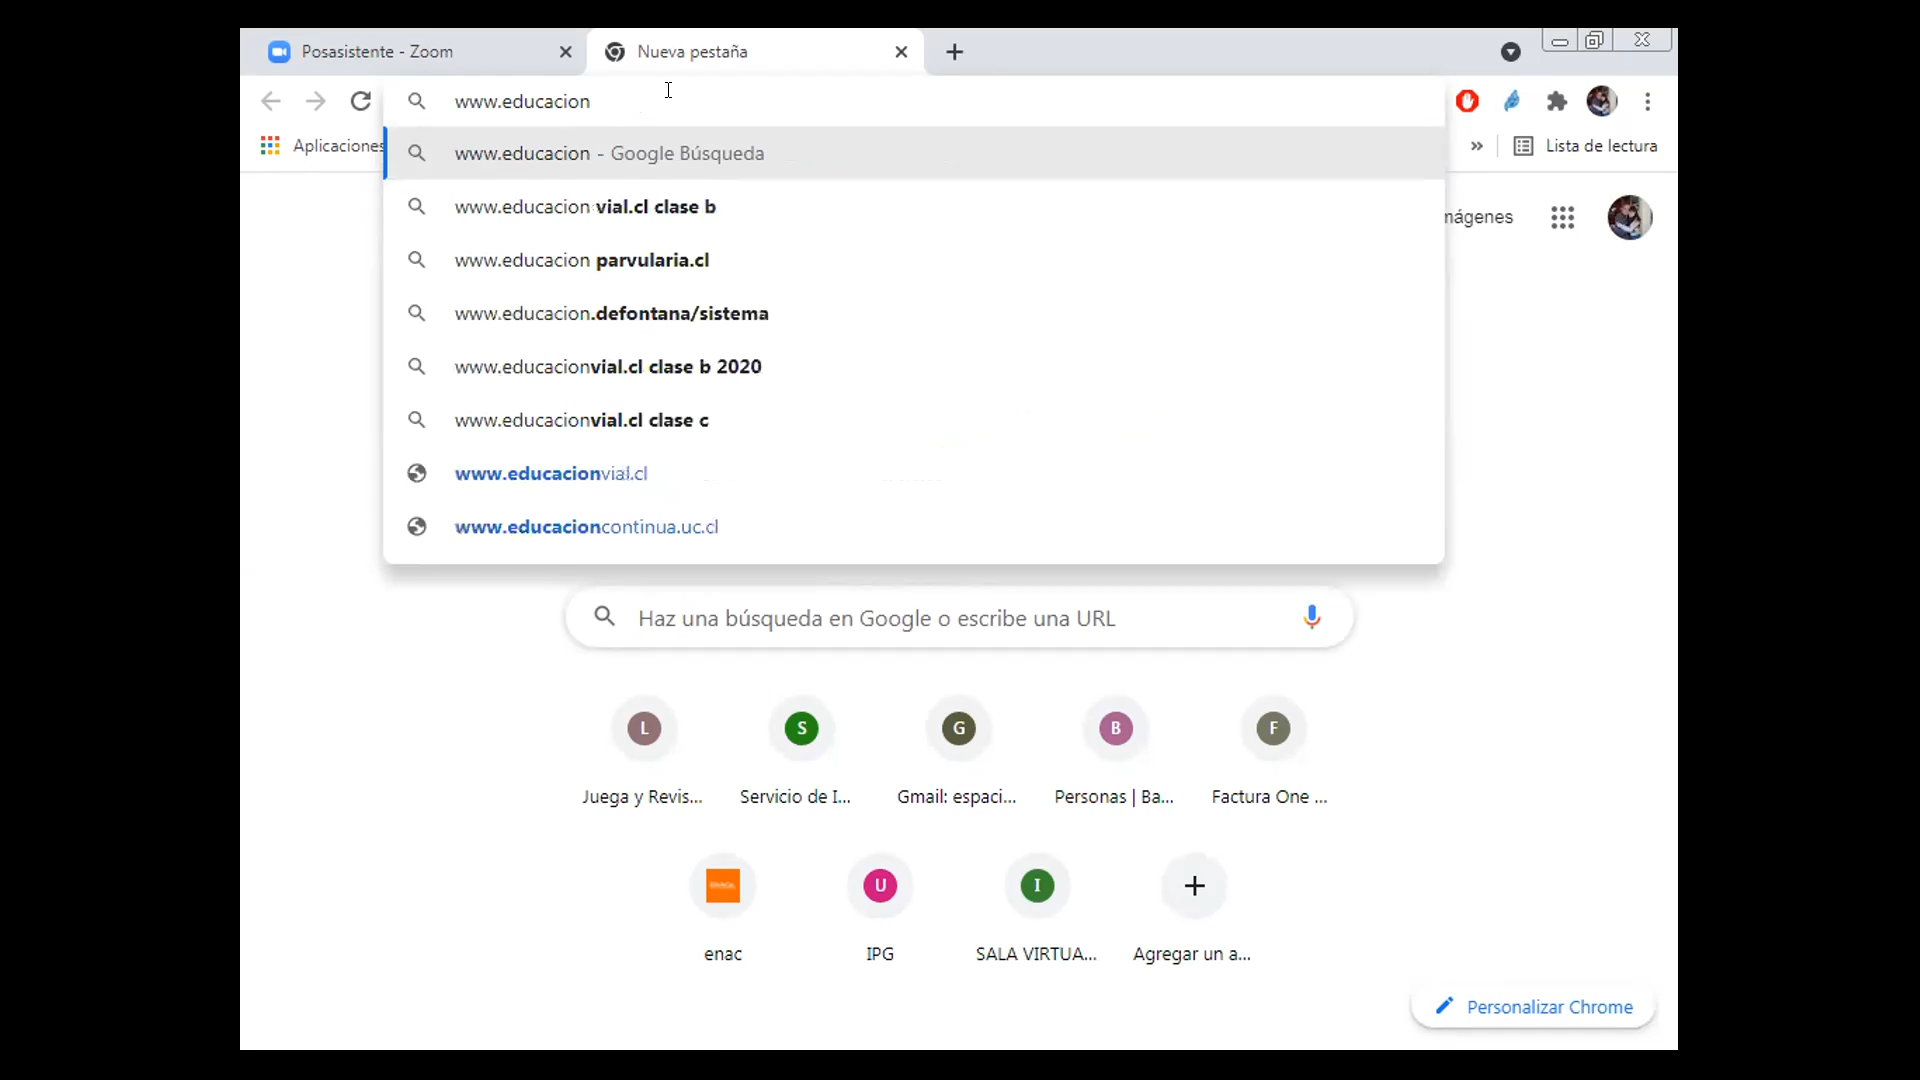 Posasistente - Zoom
Nueva pestaña
www.educacion
Aplicaciones
www.educacion - Google Búsqueda
Lista de lectura
www.educacion vial.cl clase b
mágenes
www.educacion parvularia.cl
www.educacion.defontana/sistema
www.educacionvial.cl clase b 2020
www.educacionvial.cl clase c
www.educacionvial.cl
www.educacioncontinua.uc.cl
Haz una búsqueda en Google o escribe una URL
L
S
G
B
F
Juega y Revis...
Servicio de I...
Gmail: espaci...
Personas | Ba...
Factura One ...
U
I
enac
IPG
SALA VIRTUA...
Agregar un a...
Personalizar Chrome